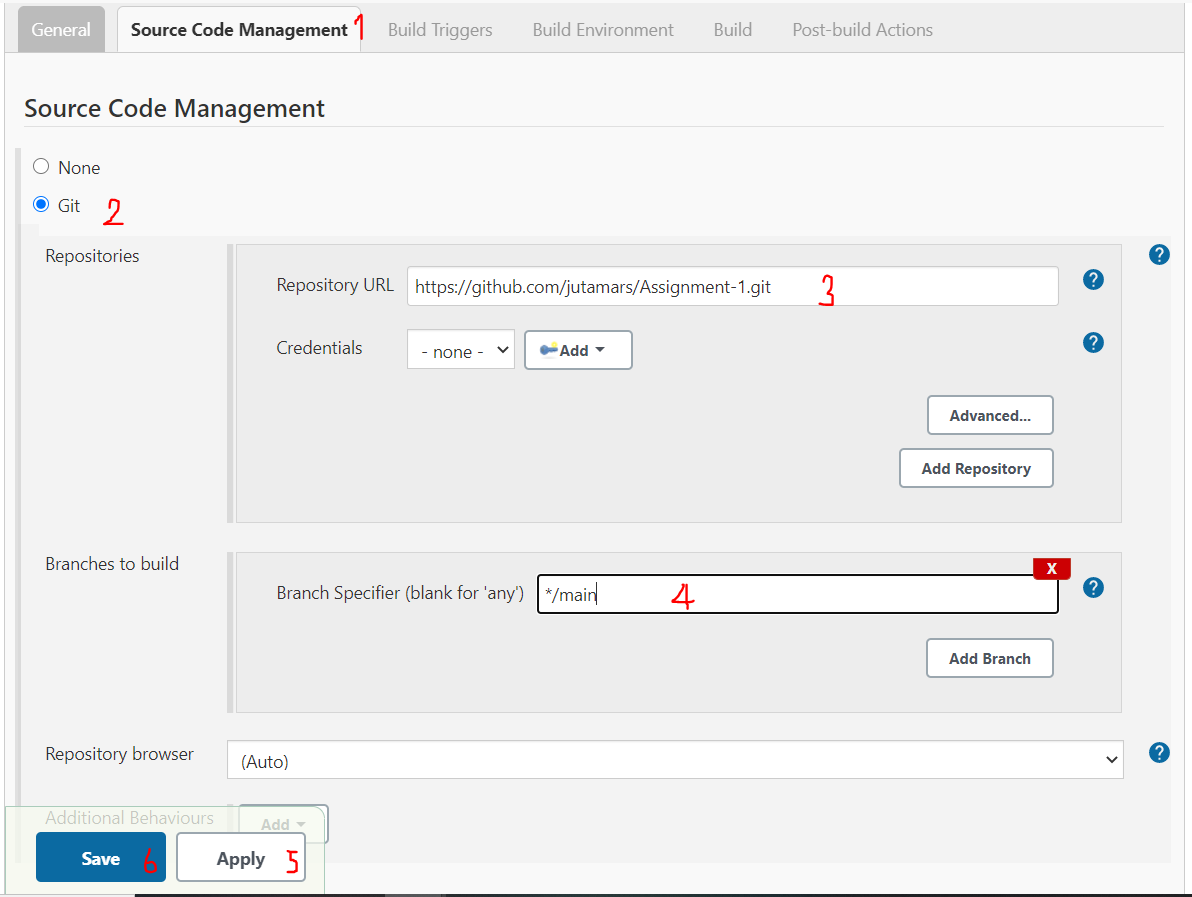 General Source Code Management 1 Build Triggers Build Environment Build Post-build Actions
Source Code Management
None
Git 2
Repositories ?
Repository URL https://github.com/jutamars/Assignment-1.git 3 ?
Credentials - none - Add ?
Advanced...
Add Repository
Branches to build X
Branch Specifier (blank for 'any') */main 4 ?
Add Branch
Repository browser (Auto) ?
Additional Behaviours Add
Save 6 Apply 5